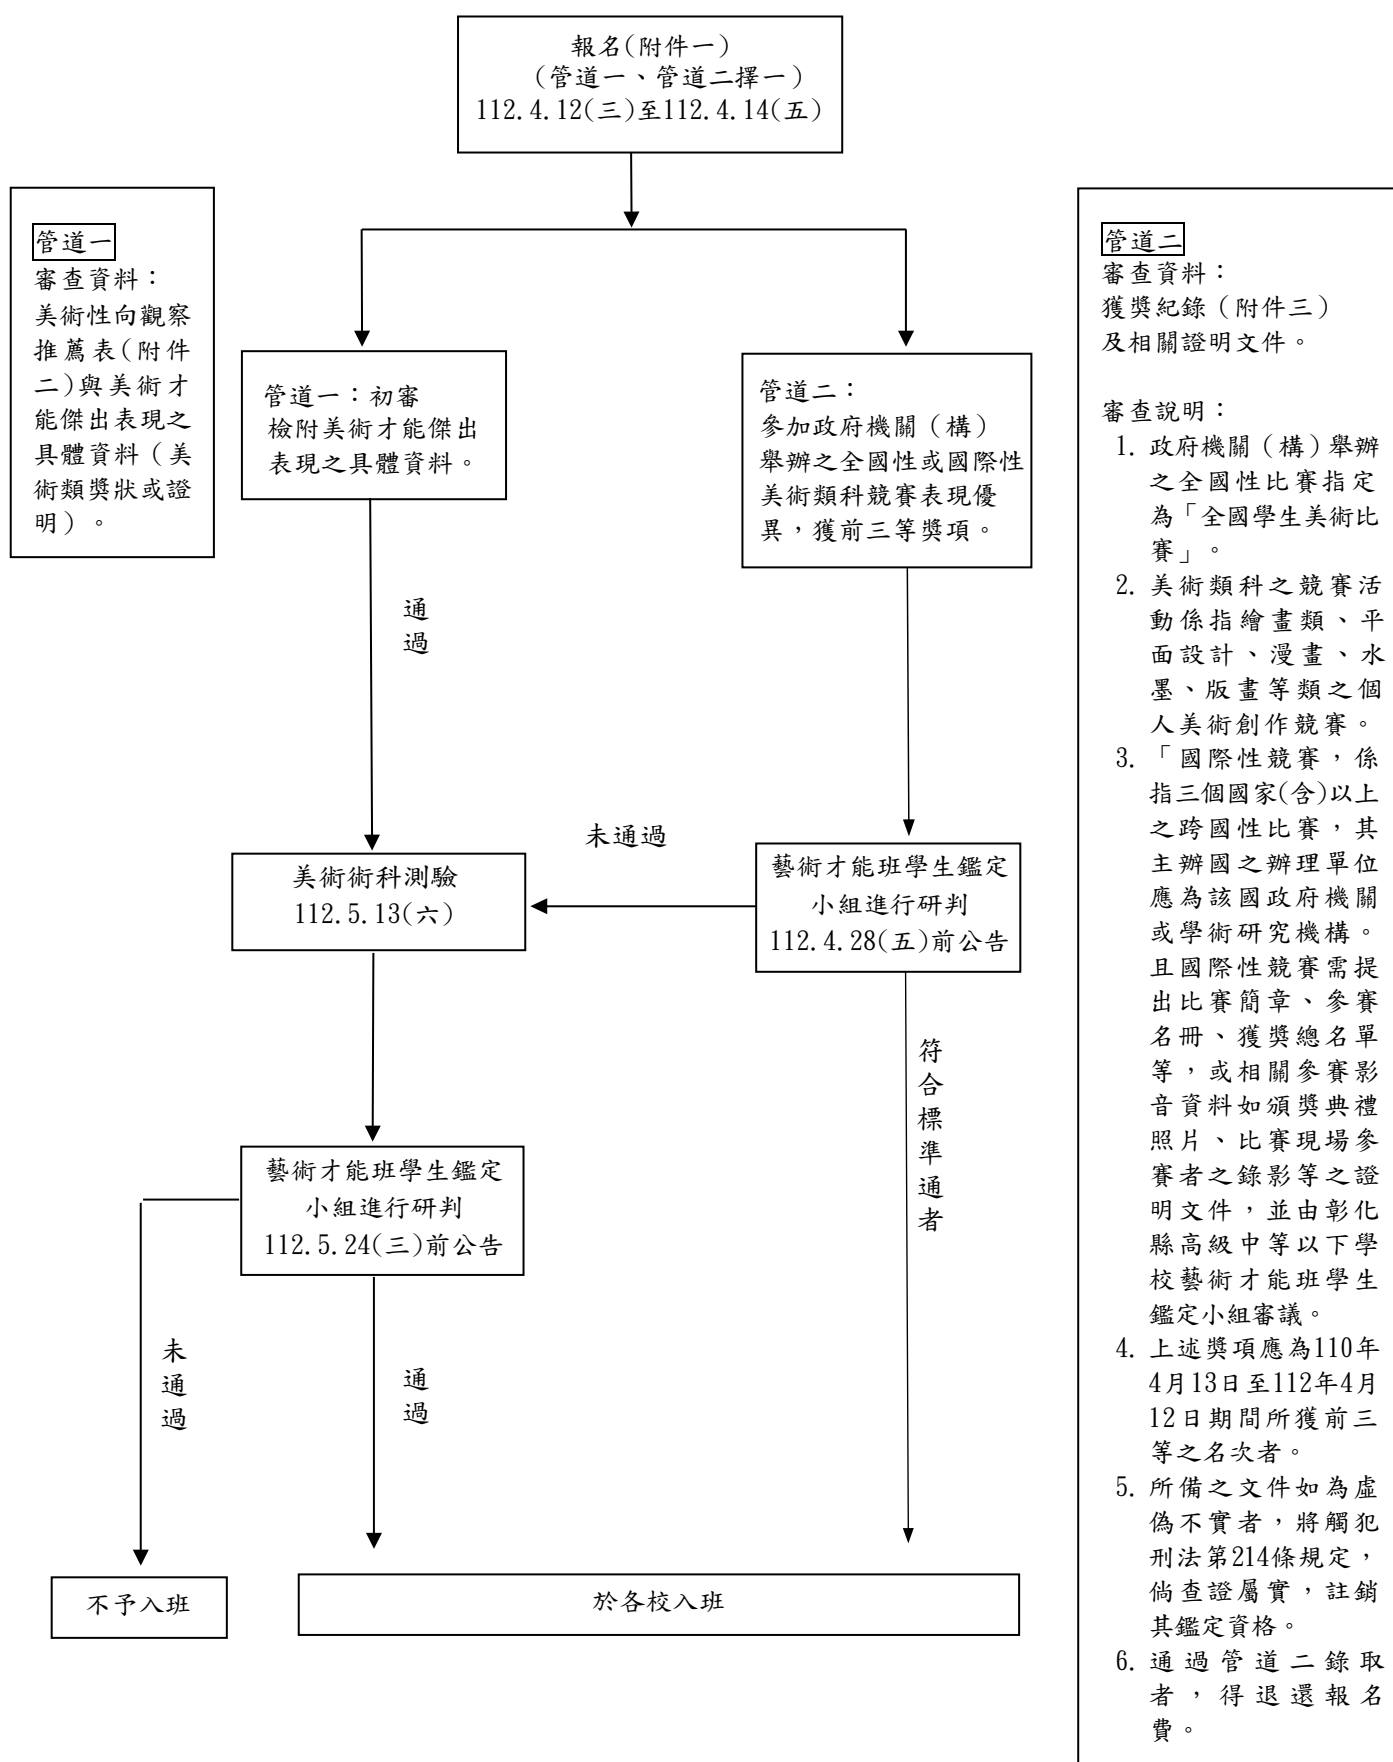 報名(附件一)
(管道一、管道二擇一)
112.4.12(三)至112.4.14(五)
管道一
審查資料：
美術性向觀察
推薦表(附件
二)與美術才
能傑出表現之
具體資料（美
術類獎狀或證
明）。
管道一：初審
檢附美術才能傑出
表現之具體資料。
管道二：
參加政府機關（構）
舉辦之全國性或國際性
美術類科競賽表現優
異，獲前三等獎項。
通
過
未通過
美術術科測驗
112.5.13(六)
藝術才能班學生鑑定
小組進行研判
112.4.28(五)前公告
符
合
標
準
通
者
藝術才能班學生鑑定
小組進行研判
112.5.24(三)前公告
未
通
過
通
過
不予入班
於各校入班
管道二
審查資料：
獲獎紀錄（附件三）
及相關證明文件。
審查說明：
1. 政府機關（構）舉辦
之全國性比賽指定
為「全國學生美術比
賽」。
2. 美術類科之競賽活
動係指繪畫類、平
面設計、漫畫、水
墨、版畫等類之個
人美術創作競賽。
3. 「國際性競賽，係
指三個國家(含)以上
之跨國性比賽，其
主辦國之辦理單位
應為該國政府機關
或學術研究機構。
且國際性競賽需提
出比賽簡章、參賽
名冊、獲獎總名單
等，或相關參賽影
音資料如頒獎典禮
照片、比賽現場參
賽者之錄影等之證
明文件，並由彰化
縣高級中等以下學
校藝術才能班學生
鑑定小組審議。
4. 上述獎項應為110年
4月13日至112年4月
12日期間所獲前三
等之名次者。
5. 所備之文件如為虛
偽不實者，將觸犯
刑法第214條規定，
倘查證屬實，註銷
其鑑定資格。
6. 通過管道二錄取
者，得退還報名
費。